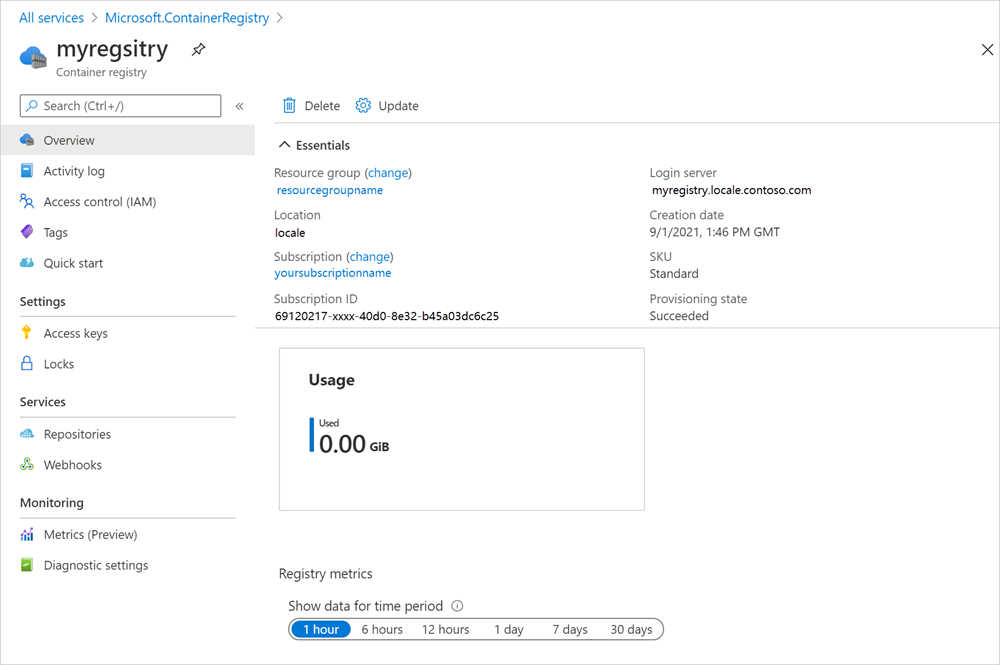 All services > Microsoft.ContainerRegistry >
myregsitry
Container registry
Search (Ctrl+/)
«
Overview
Activity log
Access control (IAM)
Tags
Quick start
Settings
Access keys
Locks
Services
Repositories
Webhooks
Monitoring
Metrics (Preview)
Diagnostic settings
Delete Update
Essentials
Resource group (change)
resourcegroupname
Location
locale
Subscription (change)
yoursubscriptionname
Subscription ID
69120217-xxxx-40d0-8e32-b45a03dc6c25
Login server
myregistry.locale.contoso.com
Creation date
9/1/2021, 1:46 PM GMT
SKU
Standard
Provisioning state
Succeeded
Usage
Used
0.00 GiB
Registry metrics
Show data for time period
1 hour 6 hours 12 hours 1 day 7 days 30 days